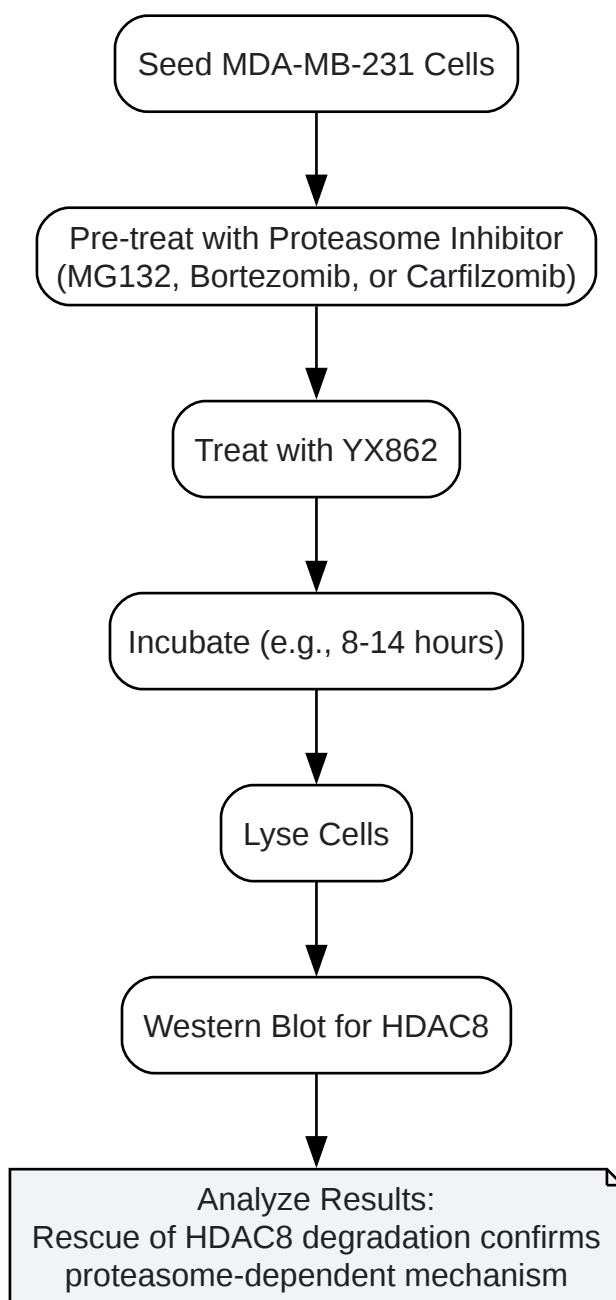 Seed MDA-MB-231 Cells
Pre-treat with Proteasome Inhibitor
(MG132, Bortezomib, or Carfilzomib)
Treat with YX862
Incubate (e.g., 8-14 hours)
Lyse Cells
Western Blot for HDAC8
Analyze Results:
Rescue of HDAC8 degradation confirms
proteasome-dependent mechanism